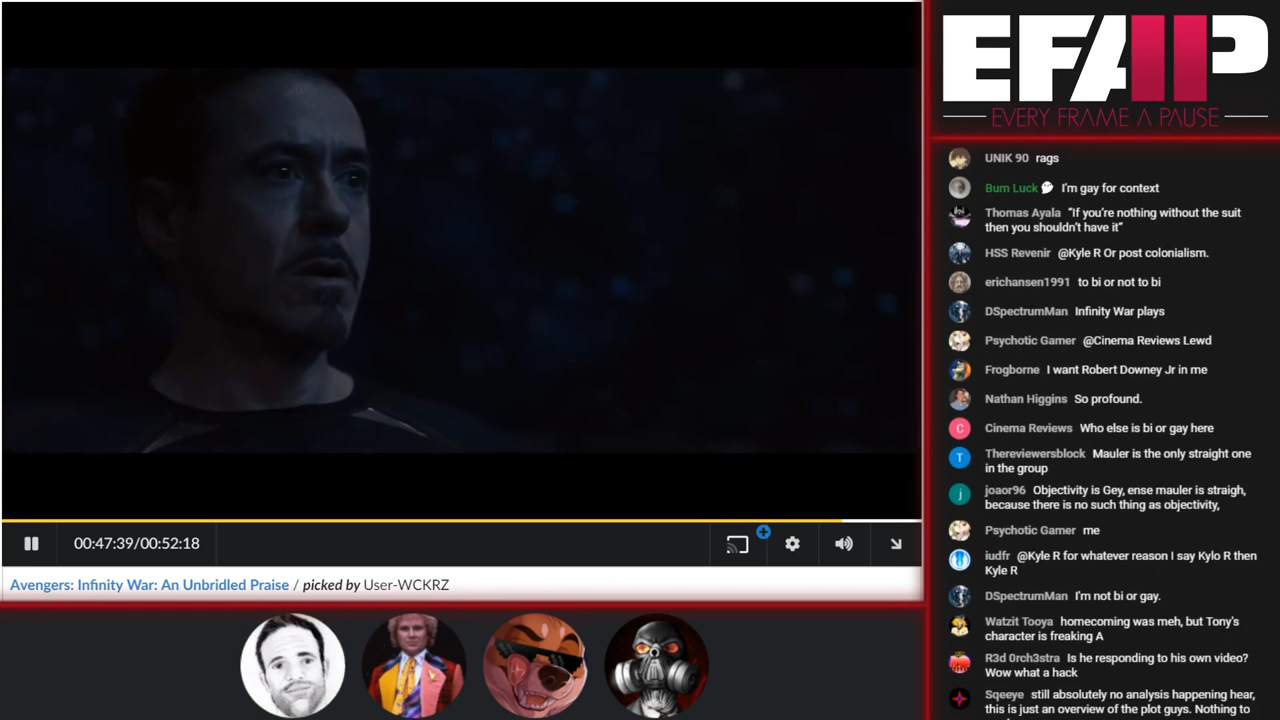 EFAP
EVERY FRAME A PAUSE
UNIK 90 rags
Bum Luck I'm gay for context
Thomas Ayala "If you're nothing without the suit
then you shouldn't have it"
HSS Revenir @Kyle R Or post colonialism.
erichansen1991 to bi or not to bi
DSpectrumMan Infinity War plays
Psychotic Gamer @Cinema Reviews Lewd
Frogborne I want Robert Downey Jr in me
Nathan Higgins So profound.
C
Cinema Reviews Who else is bi or gay here
T
Thereviewersblock Mauler is the only straight one
in the group
j
joaor96 Objectivity is Gey, ense mauler is straigh,
because there is no such thing as objectivity,
Psychotic Gamer me
iudfr @Kyle R for whatever reason I say Kylo R then
Kyle R
DSpectrumMan I'm not bi or gay.
Watzit Tooya homecoming was meh, but Tony's
character is freaking A
R3d 0rch3stra Is he responding to his own video?
Wow what a hack
Sqeeye still absolutely no analysis happening hear,
this is just an overview of the plot guys. Nothing to
00:47:39/00:52:18
Avengers: Infinity War: An Unbridled Praise / picked by User-WCKRZ